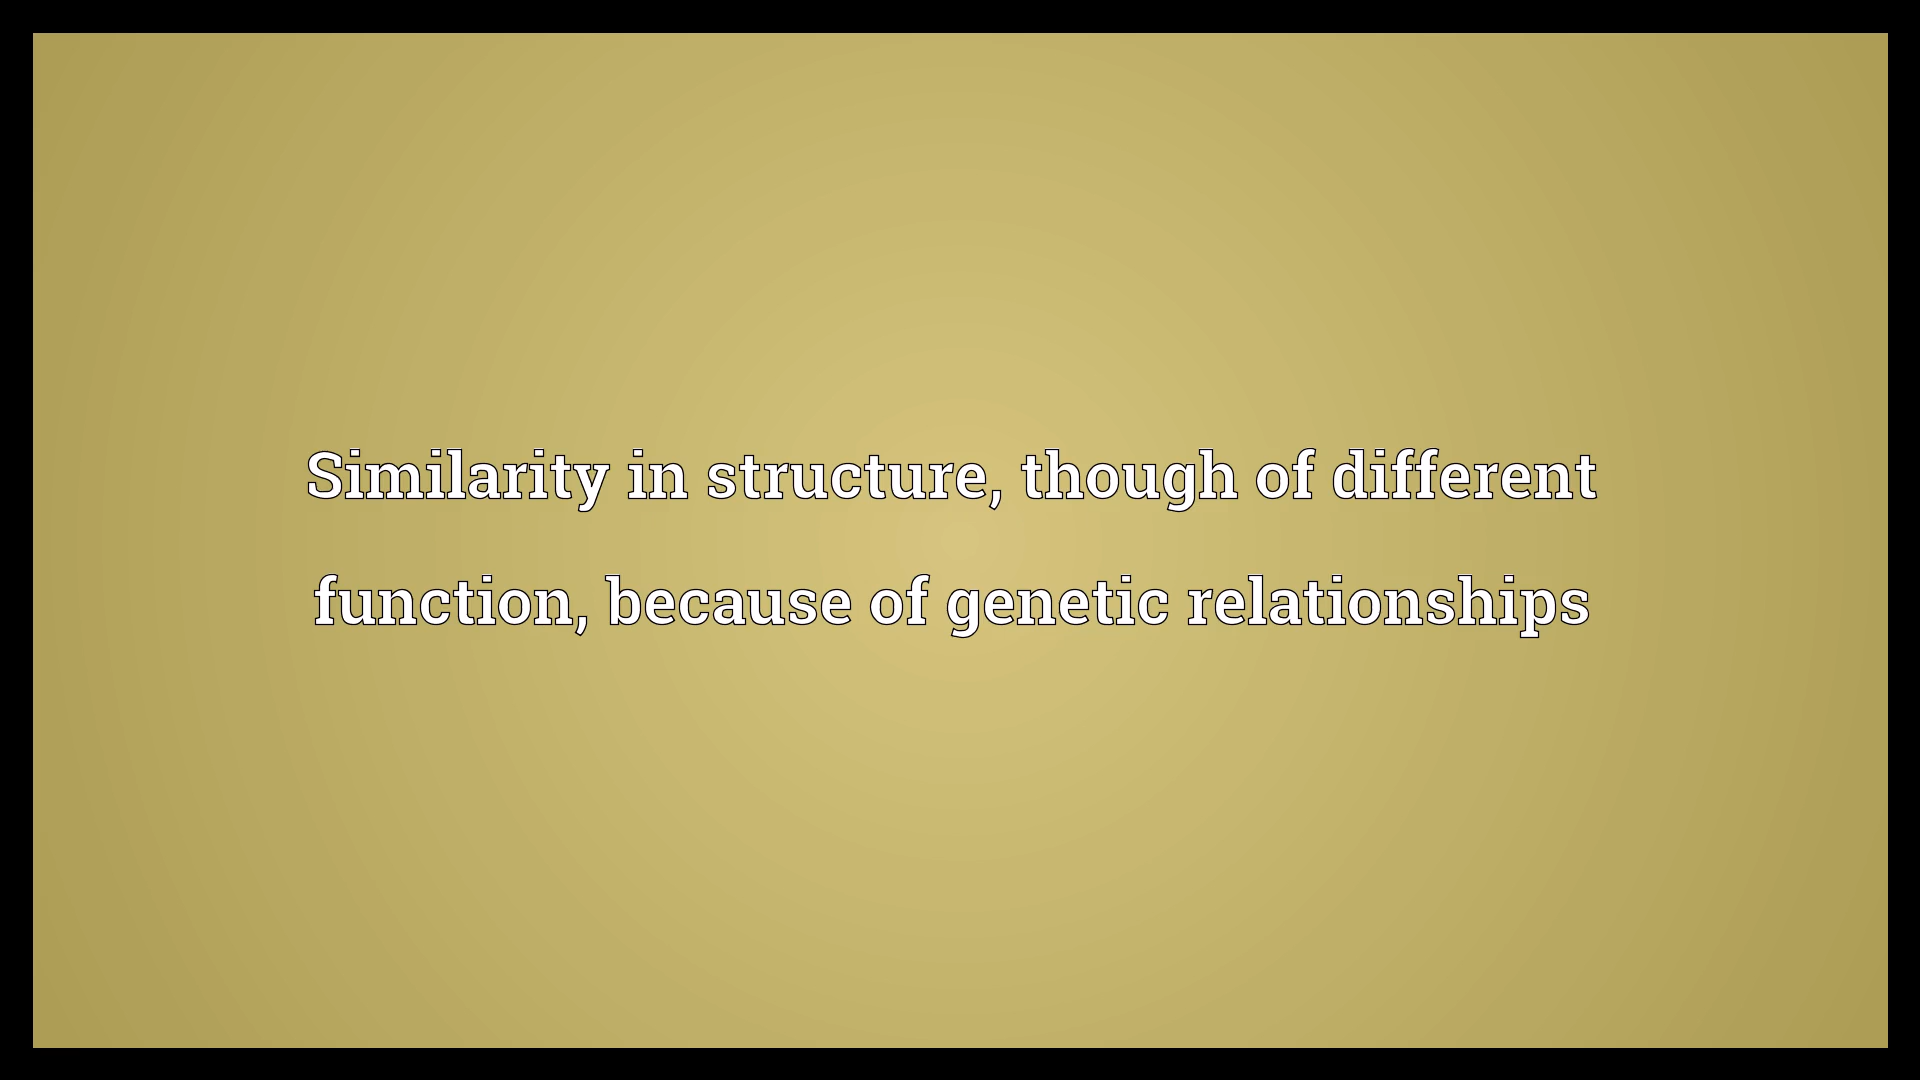 Similarity in structure, though of different
function, because of genetic relationships